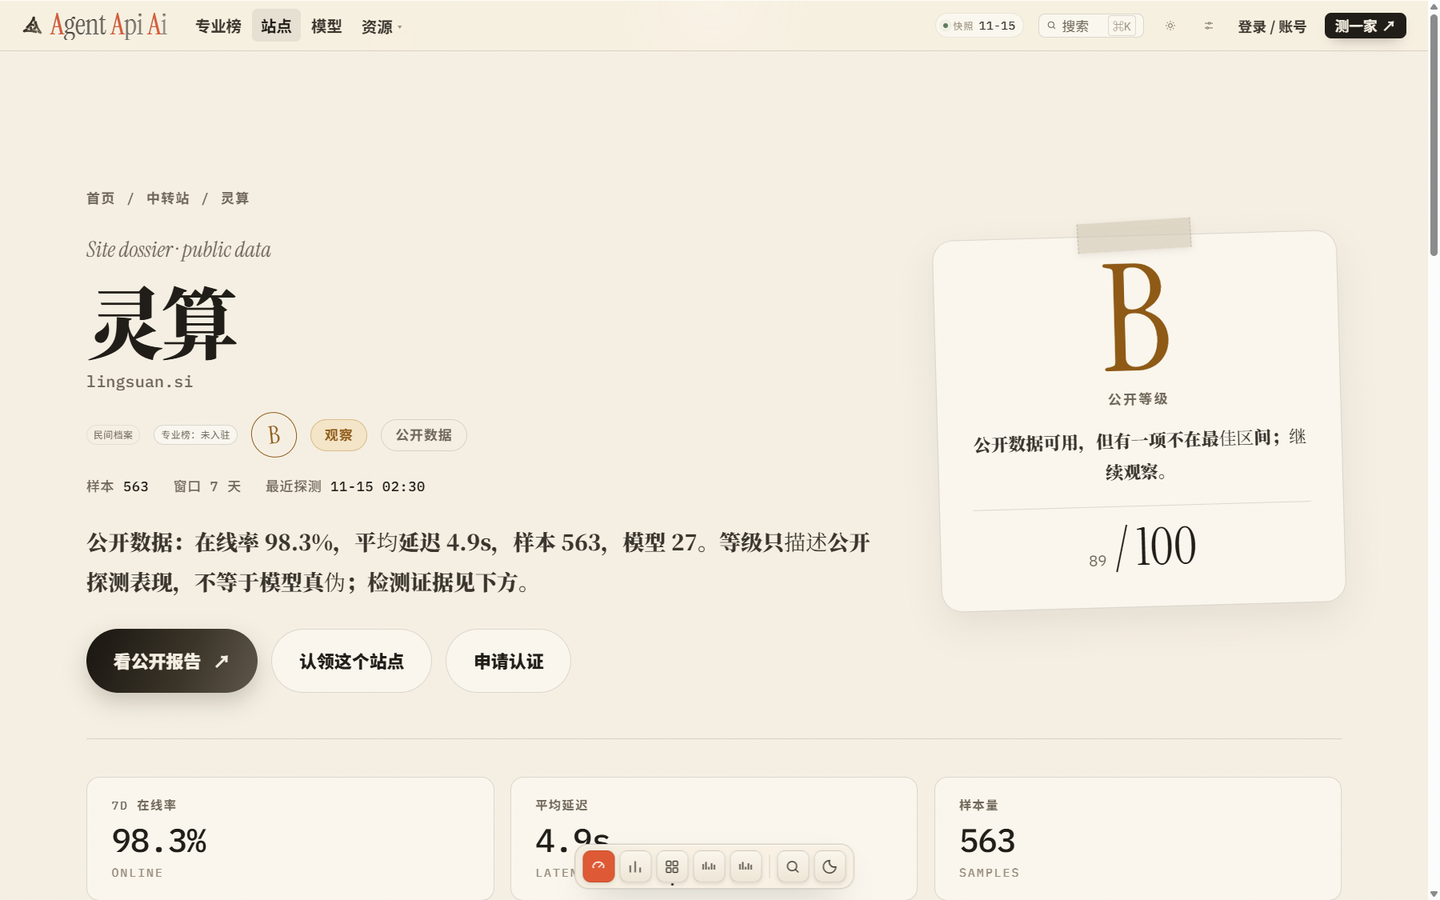 Agent Api Ai
专业榜
站点
模型
资源
快照 11-15
搜索 ⌘K
登录 / 账号
测一家 ↗
首页 / 中转站 / 灵算
Site dossier · public data
灵算
lingsuan.si
民间档案
专业榜：未入驻
B
观察
公开数据
样本 563 窗口 7 天 最近探测 11-15 02:30
公开数据：在线率 98.3%，平均延迟 4.9s，样本 563，模型 27。等级只描述公开
探测表现，不等于模型真伪；检测证据见下方。
看公开报告 ↗
认领这个站点
申请认证
B
公开等级
公开数据可用，但有一项不在最佳区间；继
续观察。
89 /100
7D 在线率
98.3%
ONLINE
平均延迟
4.9s
样本量
563
SAMPLES